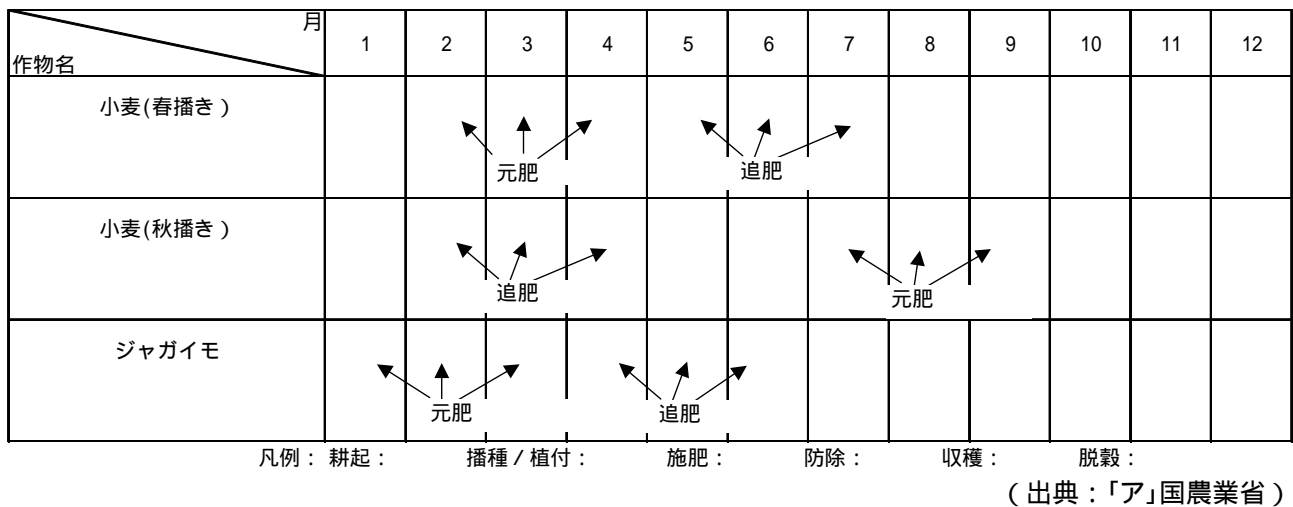 月
作物名
1 2 3 4 5 6 7 8 9 10 11 12
小麦(春播き)
元肥 追肥
小麦(秋播き)
追肥 元肥
ジャガイモ
元肥 追肥
凡例： 耕起： 播種/植付： 施肥： 防除： 収穫： 脱穀：
(出典：「ア」国農業省)